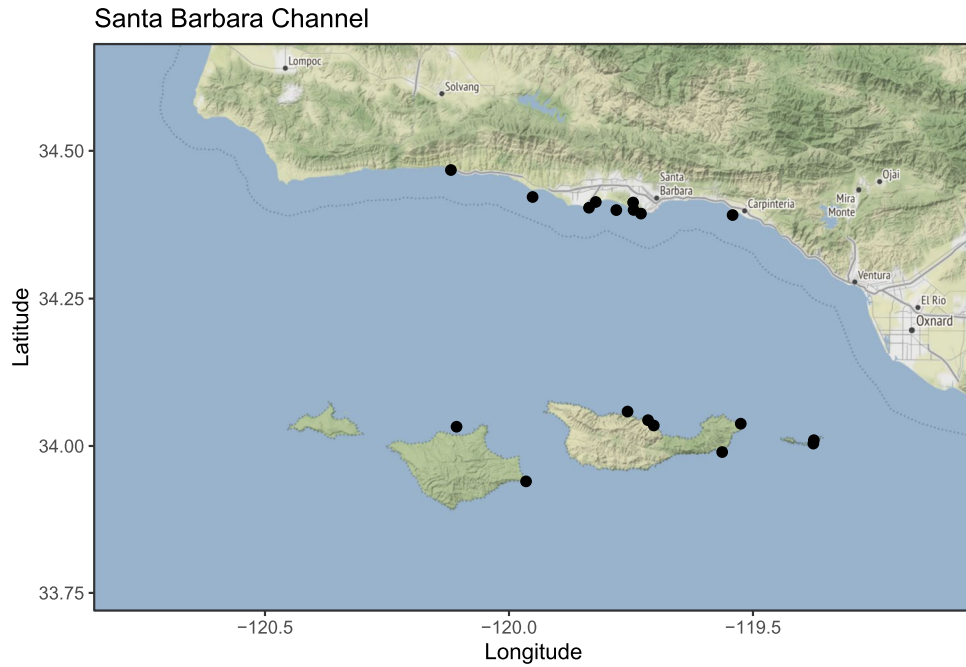 Santa Barbara Channel
Lompoc
Solvang
Ojai
Santa
Barbara
Mira
Monte
Carpinteria
Ventura
El Rio
Oxnard
34.50
34.25
34.00
33.75
Latitude
−120.5
−120.0
−119.5
Longitude